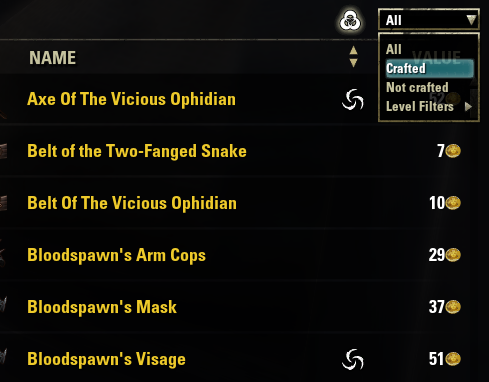 All
NAME
VALUE
All
Crafted
Not crafted
Level Filters
Axe Of The Vicious Ophidian
52
Belt of the Two-Fanged Snake 7
Belt Of The Vicious Ophidian 10
Bloodspawn's Arm Cops 29
Bloodspawn's Mask 37
Bloodspawn's Visage 51